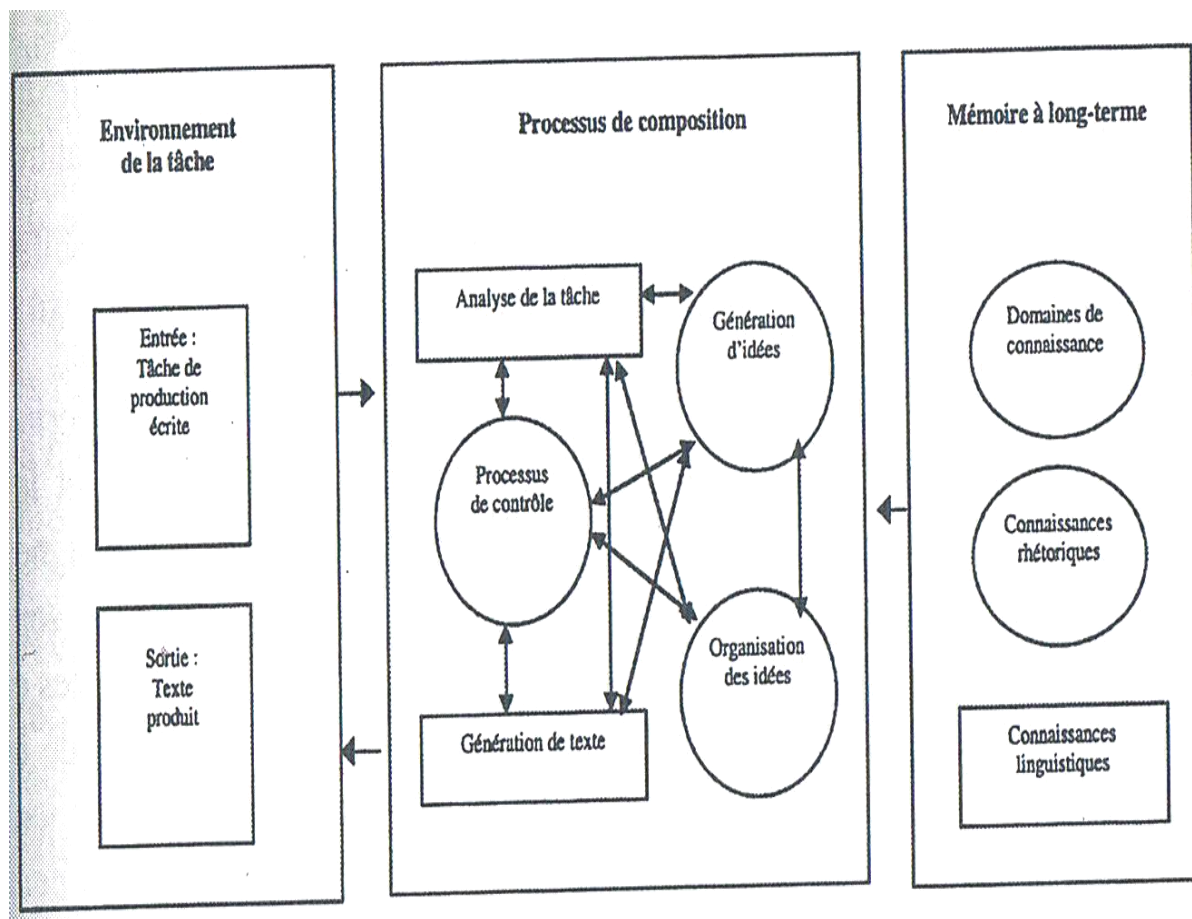 Environnement
de la tâche
Entrée :
Tâche de
production
écrite
Sortie :
Texte
produit
Processus de composition
Analyse de la tâche
Génération
d'idées
Processus
de contrôle
Organisation
des idées
Génération de texte
Mémoire à long-terme
Domaines de
connaissance
Connaissances
rhétoriques
Connaissances
linguistiques